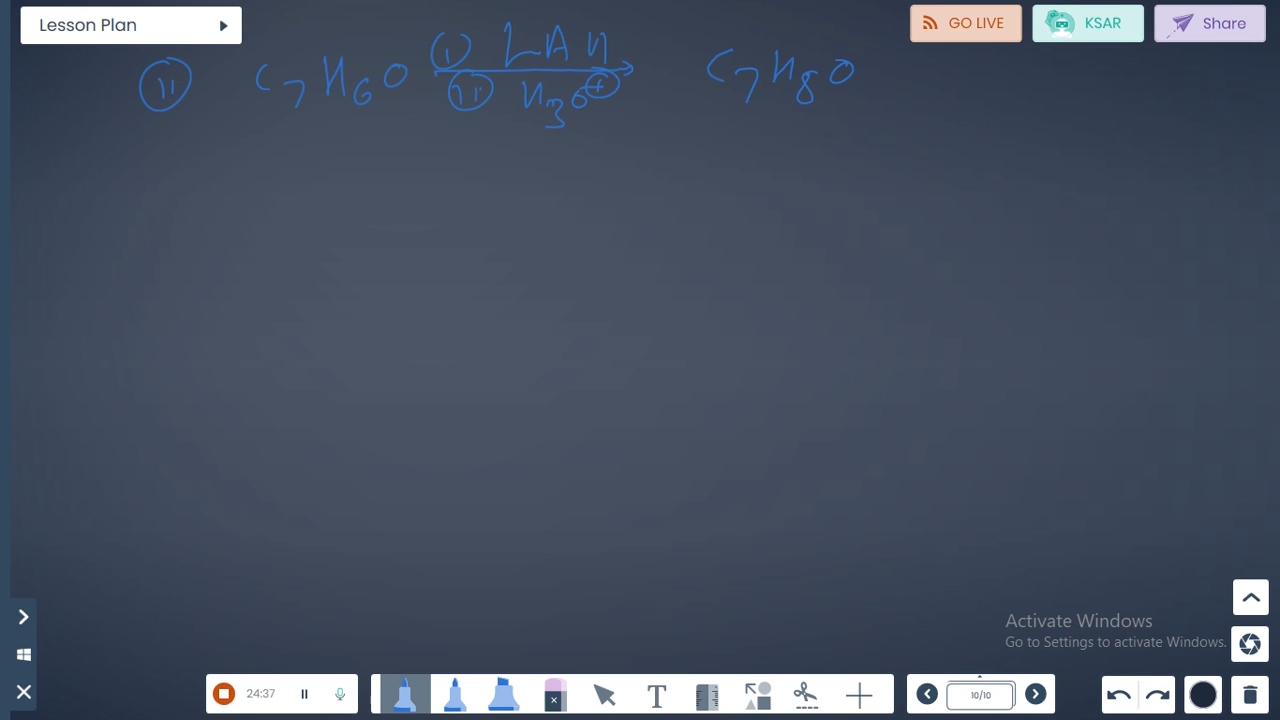 Lesson Plan
GO LIVE
KSAR
Share
(i) LAH
(ii) C7H6O → C7H8O
(ii) H3O⊕
Activate Windows
Go to Settings to activate Windows.
24:37
T
10/10